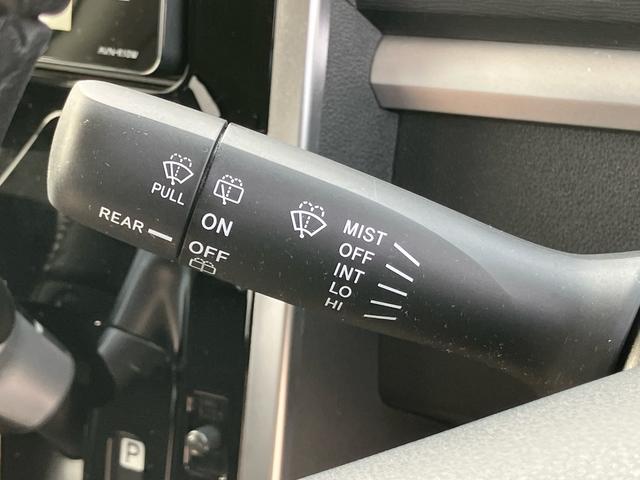 PULL
REAR
ON
OFF
MIST
OFF
INT
LO
HI
P